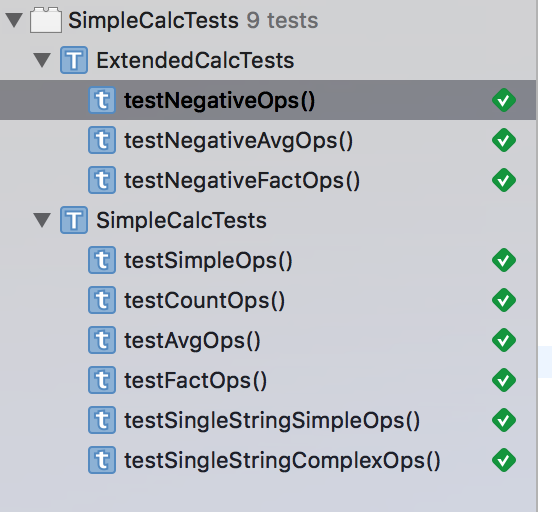 SimpleCalcTests 9 tests
T ExtendedCalcTests
t testNegativeOps()
t testNegativeAvgOps()
t testNegativeFactOps()
T SimpleCalcTests
t testSimpleOps()
t testCountOps()
t testAvgOps()
t testFactOps()
t testSingleStringSimpleOps()
t testSingleStringComplexOps()